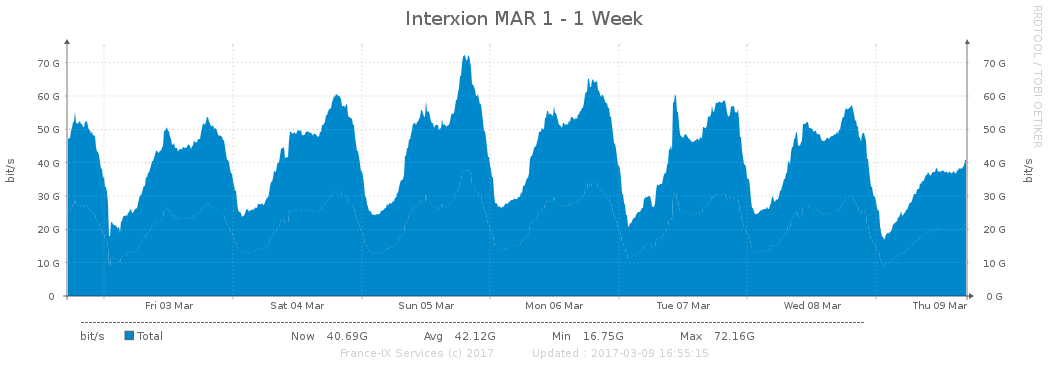 Interxion MAR 1 - 1 Week
RRDTOOL / TOBI OETIKER
bit/s
bit/s
70 G 70 G
60 G 60 G
50 G 50 G
40 G 40 G
30 G 30 G
20 G 20 G
10 G 10 G
0 0 G
Fri 03 Mar Sat 04 Mar Sun 05 Mar Mon 06 Mar Tue 07 Mar Wed 08 Mar Thu 09 Mar
bit/s Total Now 40.69G Avg 42.12G Min 16.75G Max 72.16G
France-IX Services (c) 2017 Updated : 2017-03-09 16:55:15